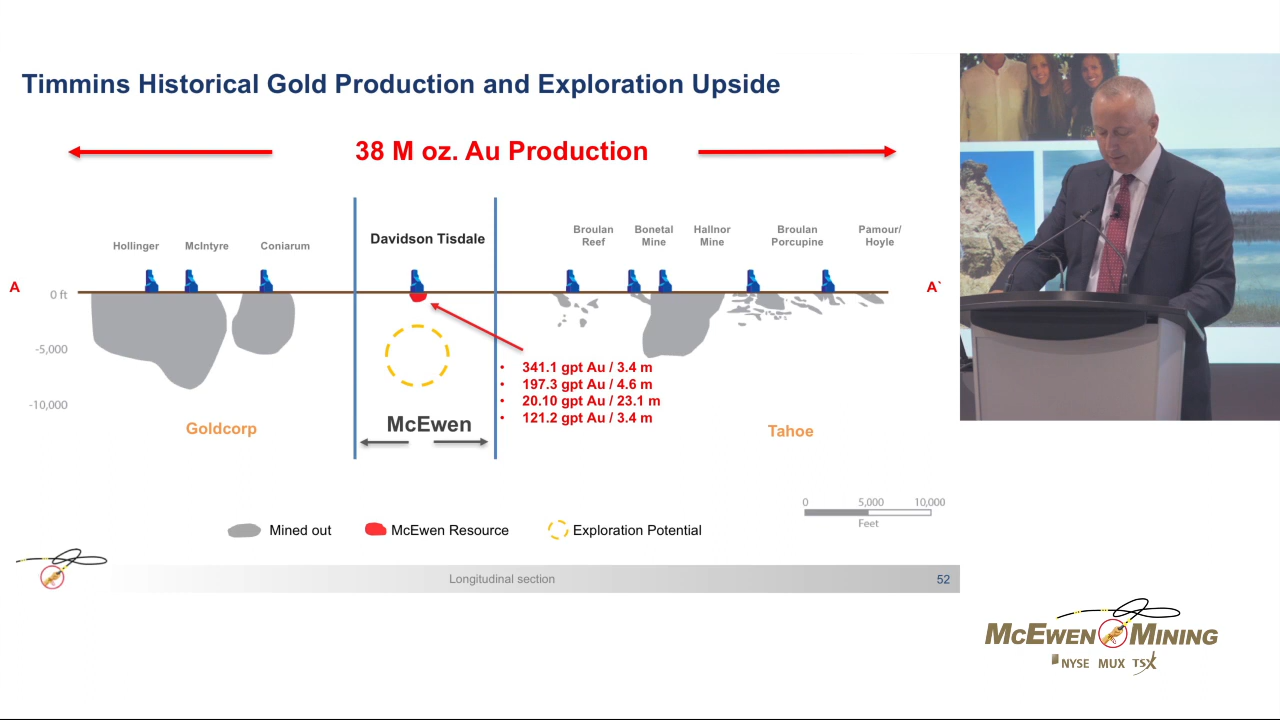 Timmins Historical Gold Production and Exploration Upside
38 M oz. Au Production
Hollinger
McIntyre
Coniarum
Davidson Tisdale
Broulan
Reef
Bonetal
Mine
Hallnor
Mine
Broulan
Porcupine
Pamour/
Hoyle
A
A`
0 ft
-5,000
-10,000
• 341.1 gpt Au / 3.4 m
• 197.3 gpt Au / 4.6 m
• 20.10 gpt Au / 23.1 m
• 121.2 gpt Au / 3.4 m
Goldcorp
McEwen
Tahoe
0 5,000 10,000
Feet
Mined out
McEwen Resource
Exploration Potential
Longitudinal section
52
McEwen Mining
NYSE MUX TSX